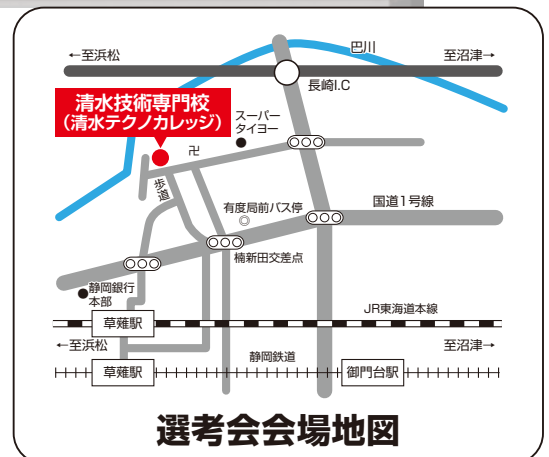 ←至浜松
巴川
至沼津→
長崎I.C
清水技術専門校
（清水テクノカレッジ）
スーパー
タイヨー
卍
歩道
有度局前バス停
国道1号線
楠新田交差点
静岡銀行
本部
JR東海道本線
草薙駅
←至浜松
至沼津→
静岡鉄道
草薙駅
御門台駅
選考会会場地図